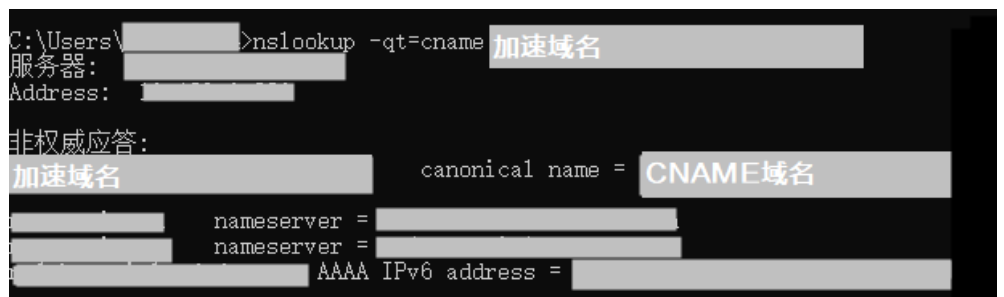 C:\Users\ >nslookup -qt=cname 加速域名
服务器:
Address:
非权威应答:
加速域名 canonical name = CNAME域名
nameserver =
nameserver =
AAAA IPv6 address =